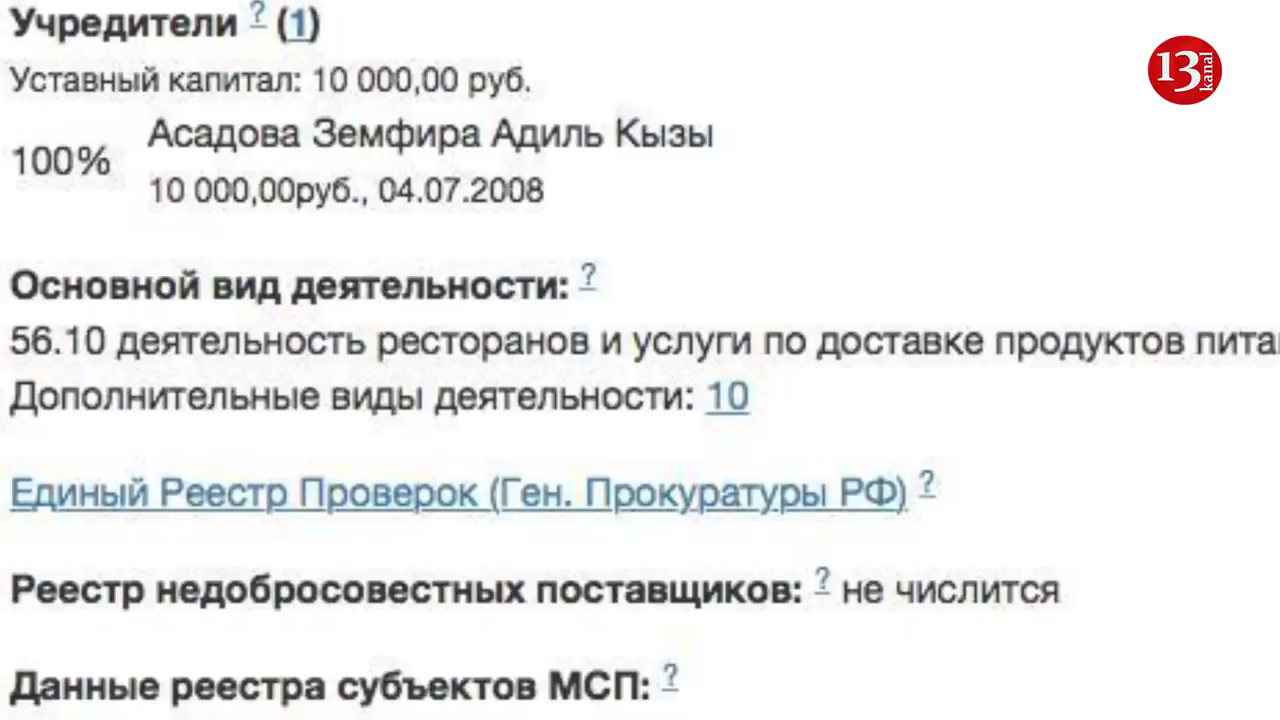 Учредители ? (1)
13 kanal
Уставный капитал: 10 000,00 руб.
100%
Асадова Земфира Адиль Кызы
10 000,00руб., 04.07.2008
Основной вид деятельности: ?
56.10 деятельность ресторанов и услуги по доставке продуктов пита
Дополнительные виды деятельности: 10
Единый Реестр Проверок (Ген. Прокуратуры РФ) ?
Реестр недобросовестных поставщиков: ? не числится
Данные реестра субъектов МСП: ?